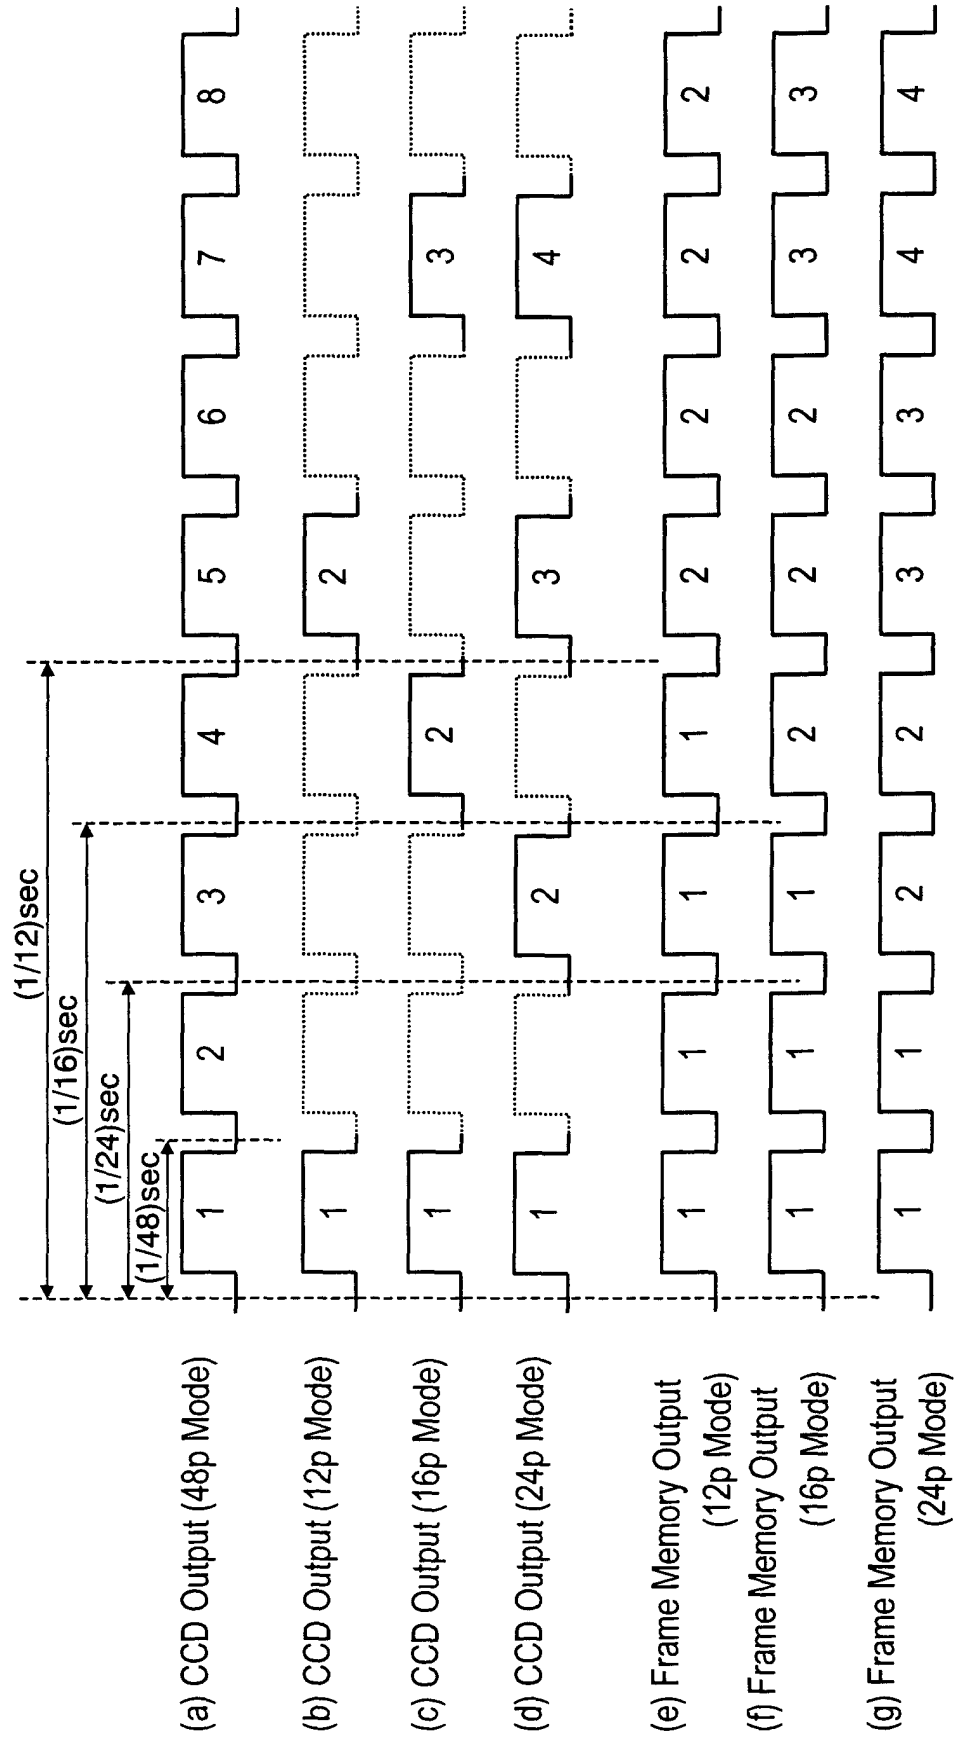 (1/12)sec
(1/16)sec
(1/24)sec
(1/48)sec
(a) CCD Output (48p Mode) 1 2 3 4 5 6 7 8
(b) CCD Output (12p Mode) 1 2
(c) CCD Output (16p Mode) 1 2 3
(d) CCD Output (24p Mode) 1 2 3 4
(e) Frame Memory Output
(12p Mode) 1 1 1 1 2 2 2 2
(f) Frame Memory Output
(16p Mode) 1 1 1 2 2 2 3 3
(g) Frame Memory Output
(24p Mode) 1 1 2 2 3 3 4 4